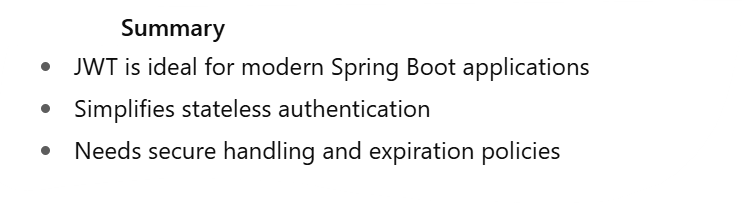 Summary
• JWT is ideal for modern Spring Boot applications
• Simplifies stateless authentication
• Needs secure handling and expiration policies